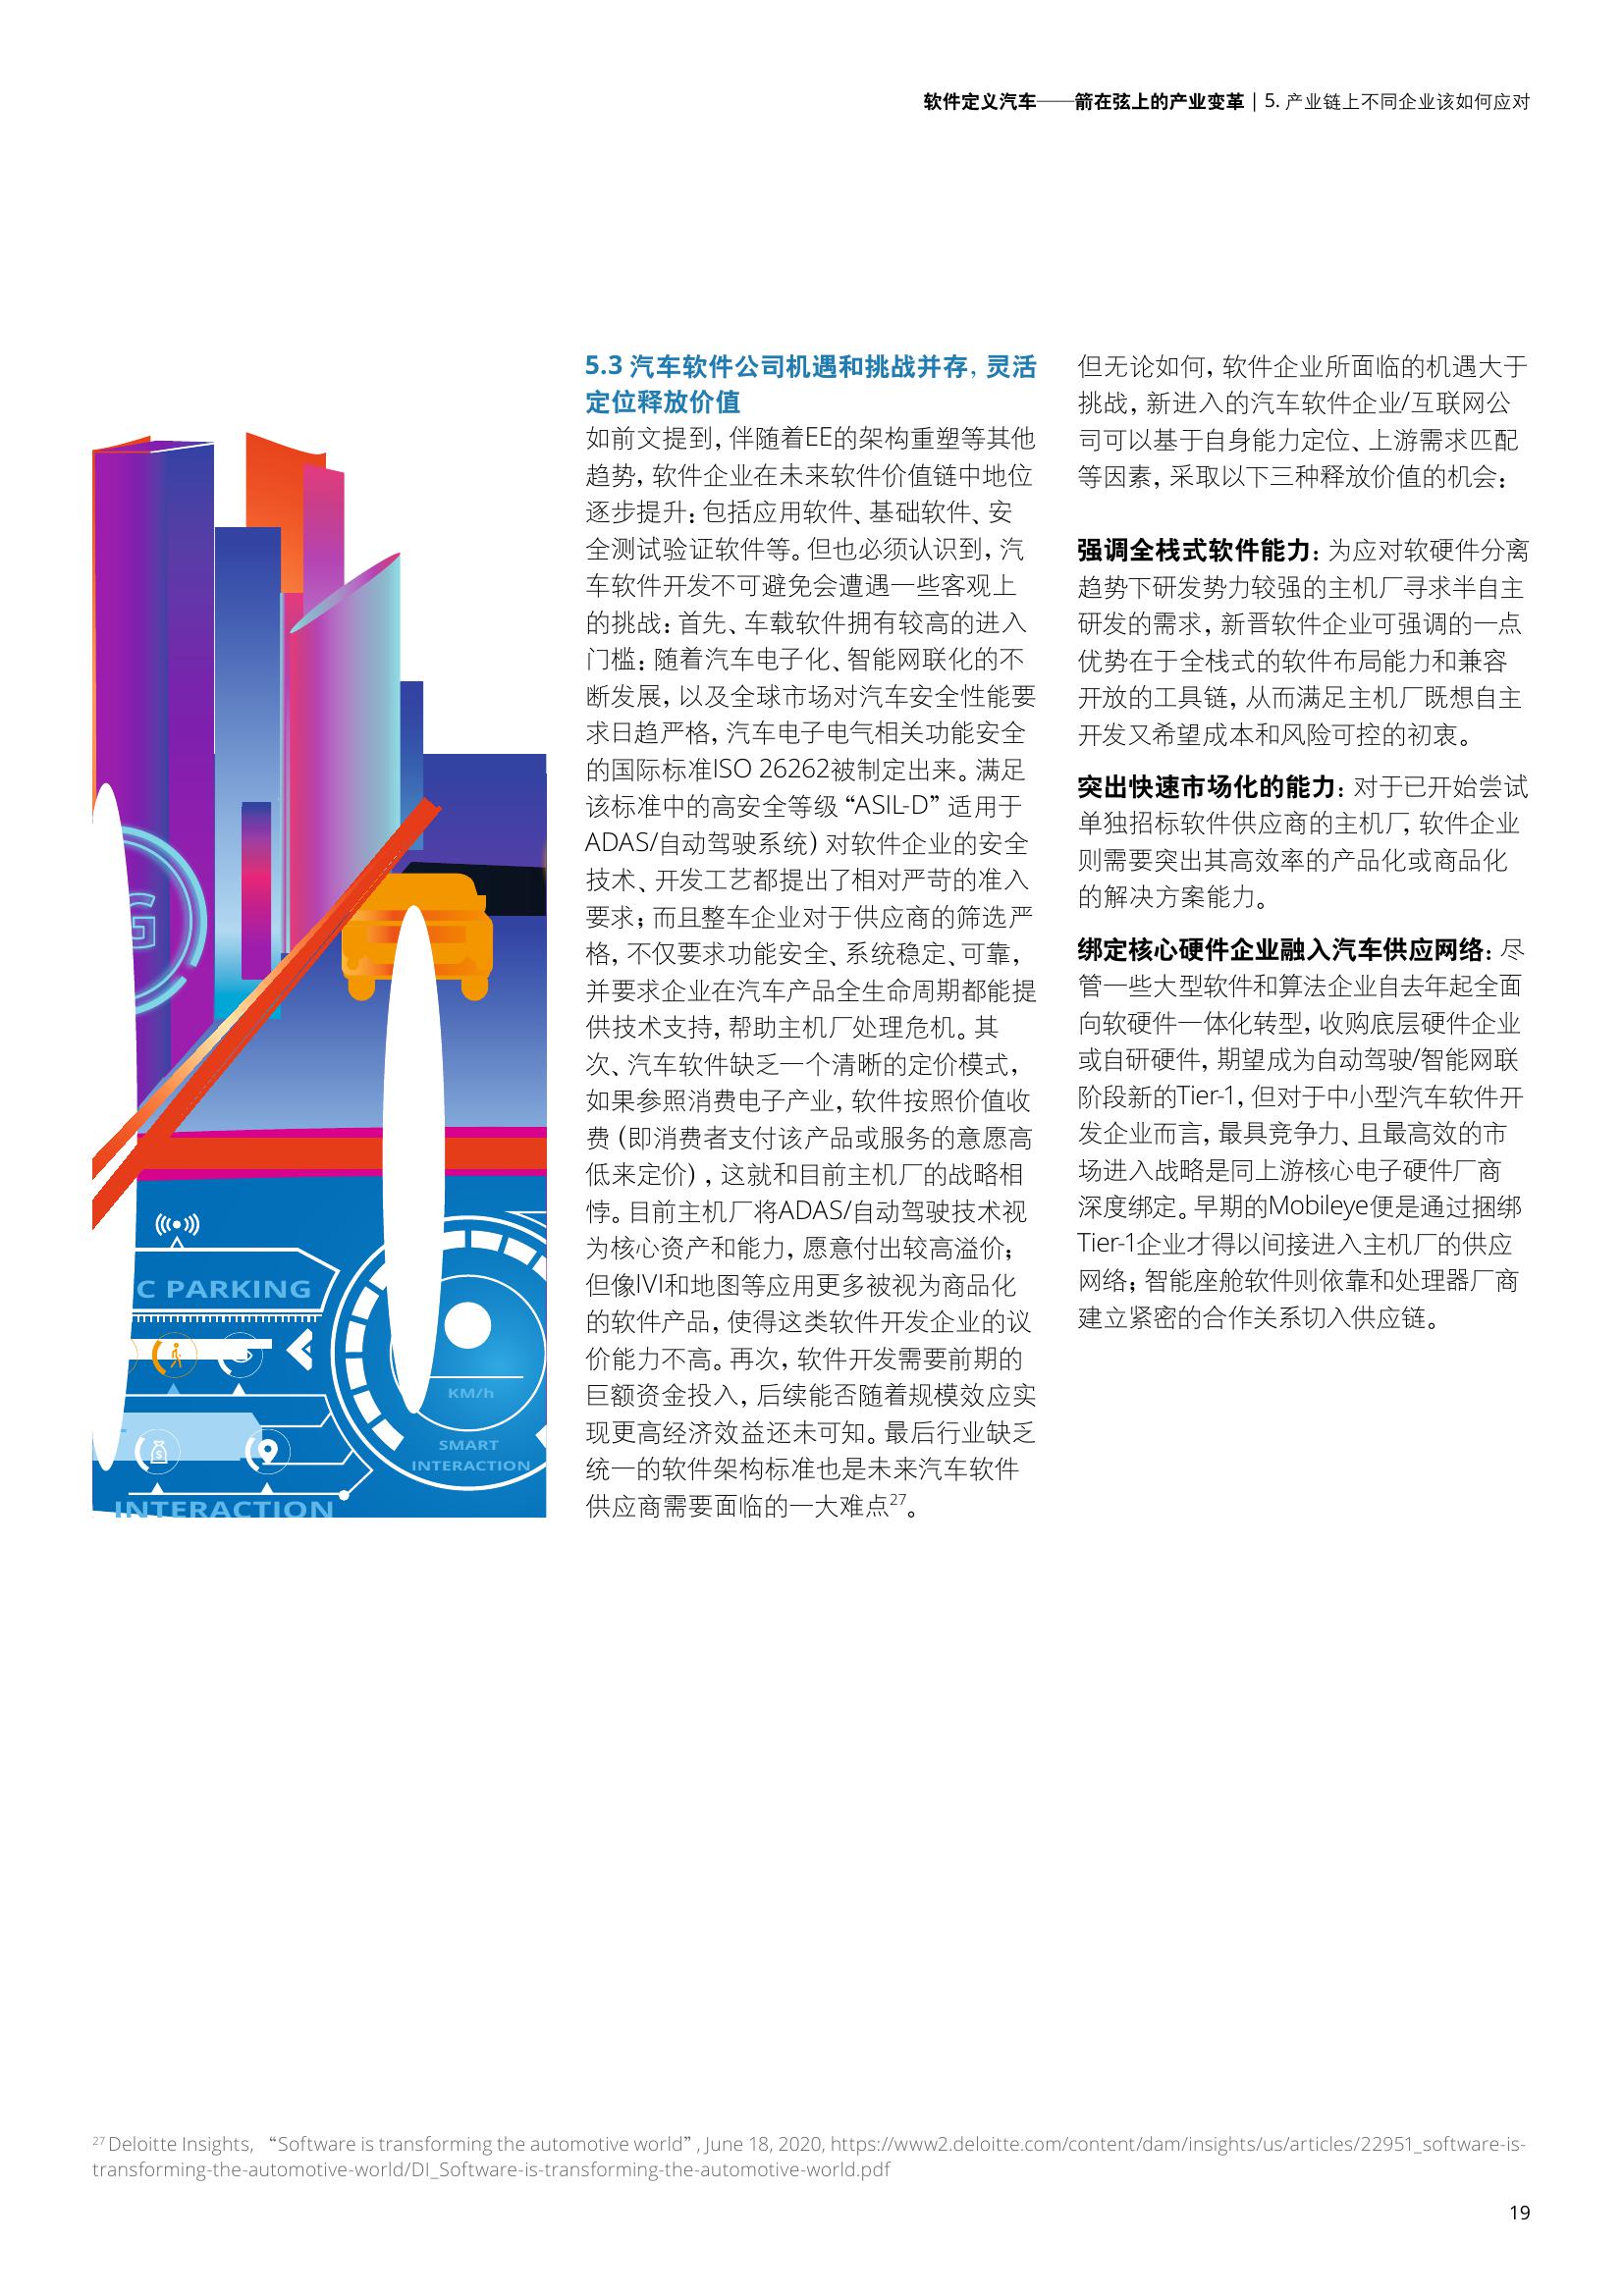 软件定义汽车——箭在弦上的产业变革 | 5. 产业链上不同企业该如何应对
G
C PARKING
KM/h
SMART
INTERACTION
INTERACTION
5.3 汽车软件公司机遇和挑战并存，灵活
定位释放价值
如前文提到，伴随着EE的架构重塑等其他
趋势，软件企业在未来软件价值链中地位
逐步提升：包括应用软件、基础软件、安
全测试验证软件等。但也必须认识到，汽
车软件开发不可避免会遭遇一些客观上
的挑战：首先、车载软件拥有较高的进入
门槛：随着汽车电子化、智能网联化的不
断发展，以及全球市场对汽车安全性能要
求日趋严格，汽车电子电气相关功能安全
的国际标准ISO 26262被制定出来。满足
该标准中的高安全等级“ASIL-D”适用于
ADAS/自动驾驶系统）对软件企业的安全
技术、开发工艺都提出了相对严苛的准入
要求；而且整车企业对于供应商的筛选严
格，不仅要求功能安全、系统稳定、可靠，
并要求企业在汽车产品全生命周期都能提
供技术支持，帮助主机厂处理危机。其
次、汽车软件缺乏一个清晰的定价模式，
如果参照消费电子产业，软件按照价值收
费（即消费者支付该产品或服务的意愿高
低来定价），这就和目前主机厂的战略相
悖。目前主机厂将ADAS/自动驾驶技术视
为核心资产和能力，愿意付出较高溢价；
但像IVI和地图等应用更多被视为商品化
的软件产品，使得这类软件开发企业的议
价能力不高。再次，软件开发需要前期的
巨额资金投入，后续能否随着规模效应实
现更高经济效益还未可知。最后行业缺乏
统一的软件架构标准也是未来汽车软件
供应商需要面临的一大难点27。
但无论如何，软件企业所面临的机遇大于
挑战，新进入的汽车软件企业/互联网公
司可以基于自身能力定位、上游需求匹配
等因素，采取以下三种释放价值的机会：
强调全栈式软件能力：为应对软硬件分离
趋势下研发势力较强的主机厂寻求半自主
研发的需求，新晋软件企业可强调的一点
优势在于全栈式的软件布局能力和兼容
开放的工具链，从而满足主机厂既想自主
开发又希望成本和风险可控的初衷。
突出快速市场化的能力：对于已开始尝试
单独招标软件供应商的主机厂，软件企业
则需要突出其高效率的产品化或商品化
的解决方案能力。
绑定核心硬件企业融入汽车供应网络：尽
管一些大型软件和算法企业自去年起全面
向软硬件一体化转型，收购底层硬件企业
或自研硬件，期望成为自动驾驶/智能网联
阶段新的Tier-1，但对于中小型汽车软件开
发企业而言，最具竞争力、且最高效的市
场进入战略是同上游核心电子硬件厂商
深度绑定。早期的Mobileye便是通过捆绑
Tier-1企业才得以间接进入主机厂的供应
网络；智能座舱软件则依靠和处理器厂商
建立紧密的合作关系切入供应链。
27 Deloitte Insights, “Software is transforming the automotive world”, June 18, 2020, https://www2.deloitte.com/content/dam/insights/us/articles/22951_software-is-
transforming-the-automotive-world/DI_Software-is-transforming-the-automotive-world.pdf
19